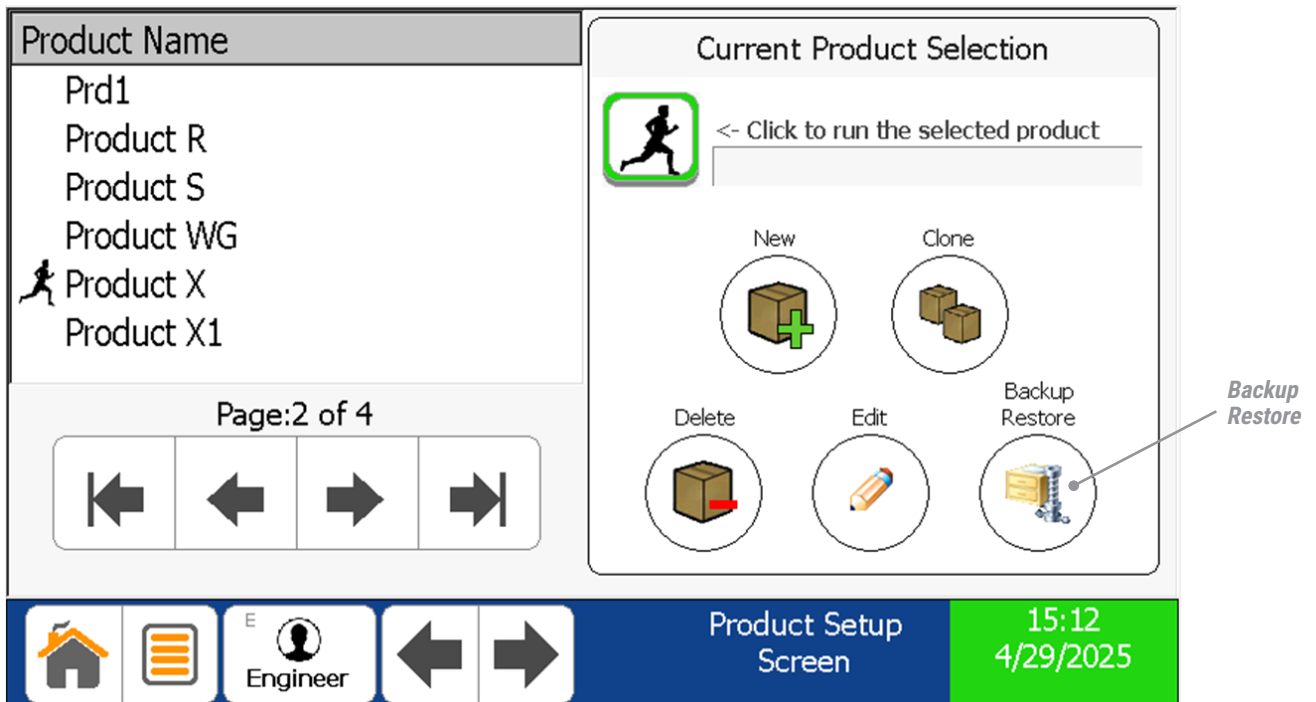 Product Name
Prd1
Product R
Product S
Product WG
Product X
Product X1
Page:2 of 4
Current Product Selection
<- Click to run the selected product
New
Clone
Delete
Edit
Backup
Restore
Backup
Restore
E
Engineer
Product Setup
Screen
15:12
4/29/2025